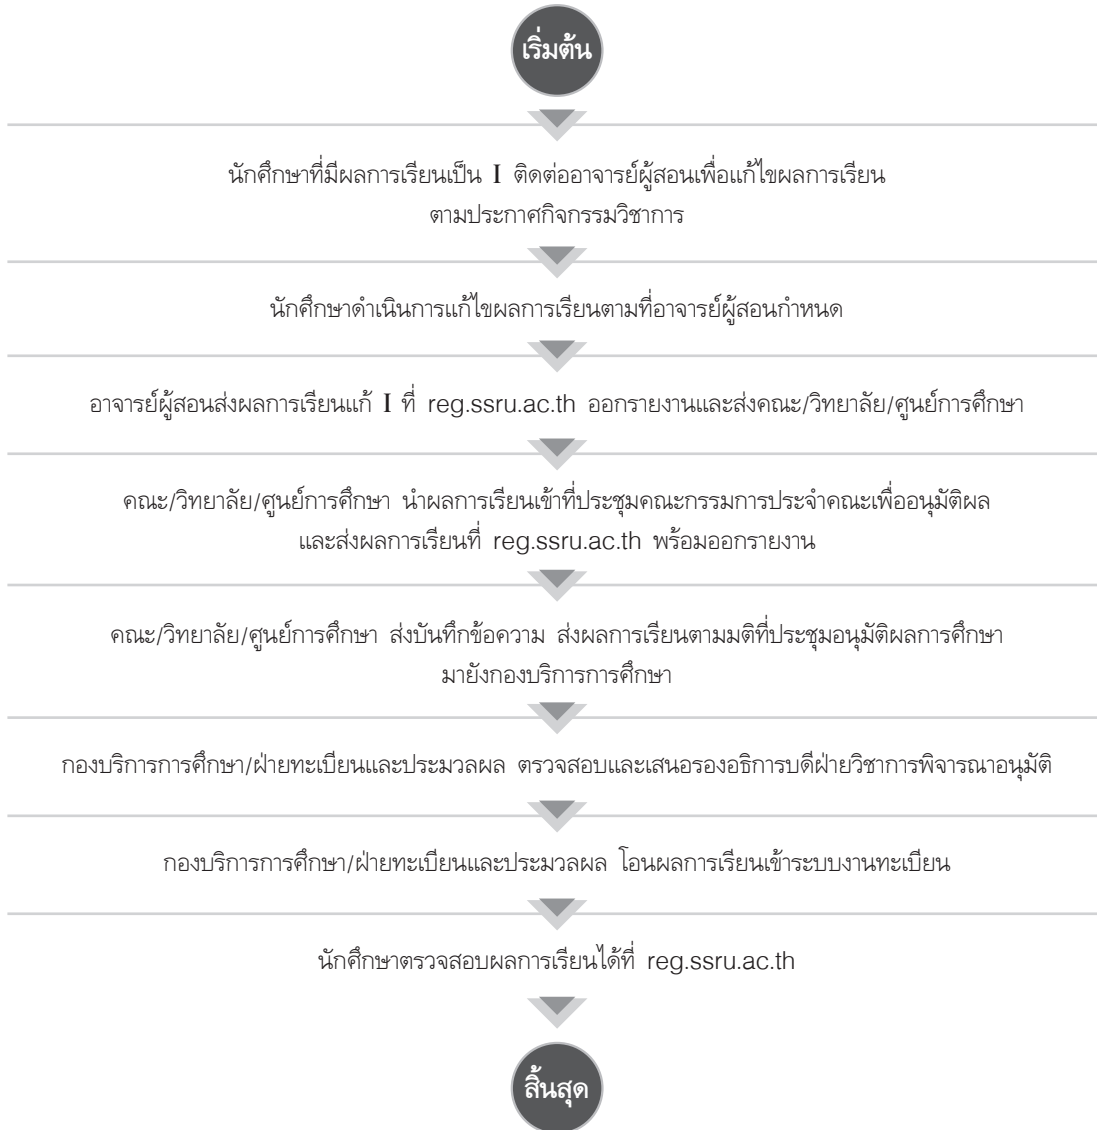 เริ่มต้น
นักศึกษาที่มีผลการเรียนเป็น I ติดต่ออาจารย์ผู้สอนเพื่อแก้ไขผลการเรียน
ตามประกาศกิจกรรมวิชาการ
นักศึกษาดำเนินการแก้ไขผลการเรียนตามที่อาจารย์ผู้สอนกำหนด
อาจารย์ผู้สอนส่งผลการเรียนแก้ I ที่ reg.ssru.ac.th ออกรายงานและส่งคณะ/วิทยาลัย/ศูนย์การศึกษา
คณะ/วิทยาลัย/ศูนย์การศึกษา นำผลการเรียนเข้าที่ประชุมคณะกรรมการประจำคณะเพื่ออนุมัติผล
และส่งผลการเรียนที่ reg.ssru.ac.th พร้อมออกรายงาน
คณะ/วิทยาลัย/ศูนย์การศึกษา ส่งบันทึกข้อความ ส่งผลการเรียนตามมติที่ประชุมอนุมัติผลการศึกษา
มายังกองบริการการศึกษา
กองบริการการศึกษา/ฝ่ายทะเบียนและประมวลผล ตรวจสอบและเสนอรองอธิการบดีฝ่ายวิชาการพิจารณาอนุมัติ
กองบริการการศึกษา/ฝ่ายทะเบียนและประมวลผล โอนผลการเรียนเข้าระบบงานทะเบียน
นักศึกษาตรวจสอบผลการเรียนได้ที่ reg.ssru.ac.th
สิ้นสุด